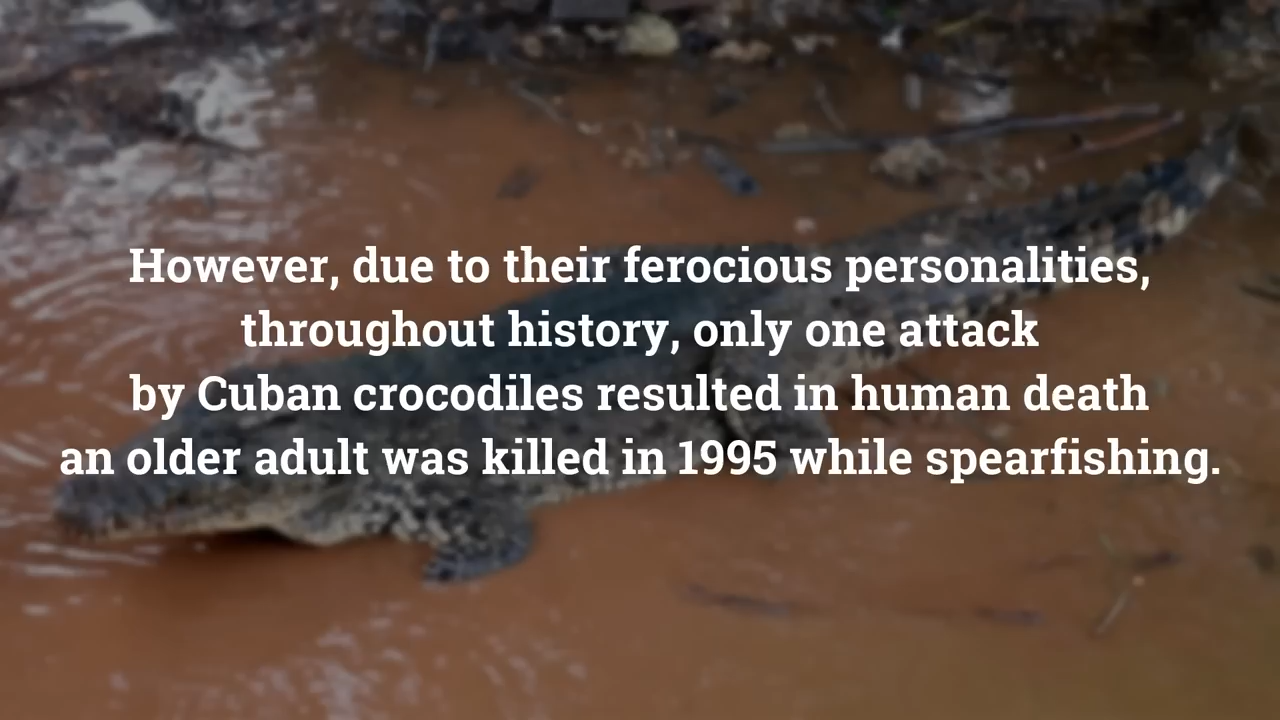 However, due to their ferocious personalities,
throughout history, only one attack
by Cuban crocodiles resulted in human death
an older adult was killed in 1995 while spearfishing.